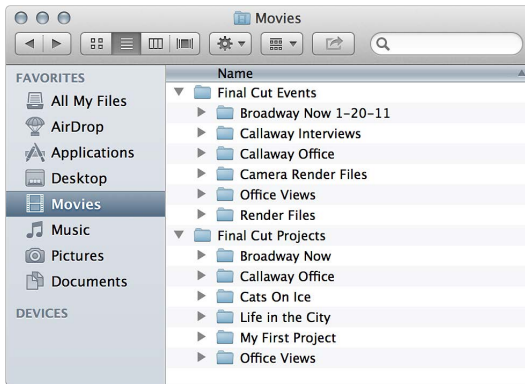 Movies
FAVORITES
All My Files
AirDrop
Applications
Desktop
Movies
Music
Pictures
Documents
DEVICES
Name
Final Cut Events
Broadway Now 1-20-11
Callaway Interviews
Callaway Office
Camera Render Files
Office Views
Render Files
Final Cut Projects
Broadway Now
Callaway Office
Cats On Ice
Life in the City
My First Project
Office Views